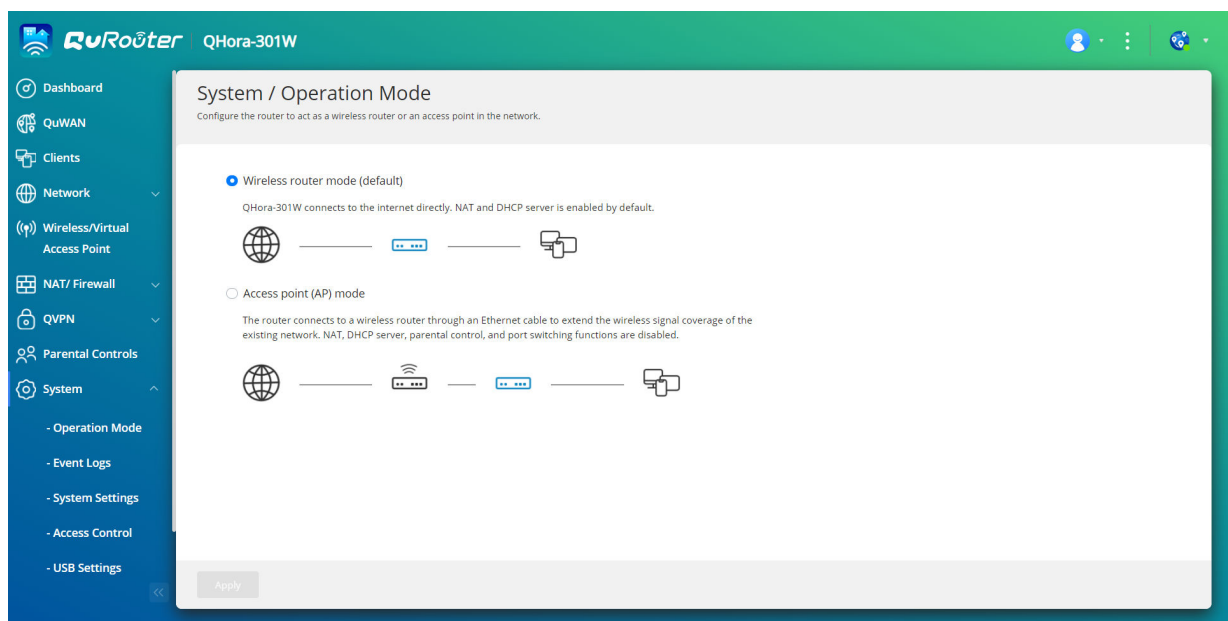 QuRouter QHora-301W
Dashboard
QuWAN
Clients
Network
Wireless/Virtual
Access Point
NAT/ Firewall
QVPN
Parental Controls
System
- Operation Mode
- Event Logs
- System Settings
- Access Control
- USB Settings
System / Operation Mode
Configure the router to act as a wireless router or an access point in the network.
Wireless router mode (default)
QHora-301W connects to the internet directly. NAT and DHCP server is enabled by default.
Access point (AP) mode
The router connects to a wireless router through an Ethernet cable to extend the wireless signal coverage of the
existing network. NAT, DHCP server, parental control, and port switching functions are disabled.
Apply